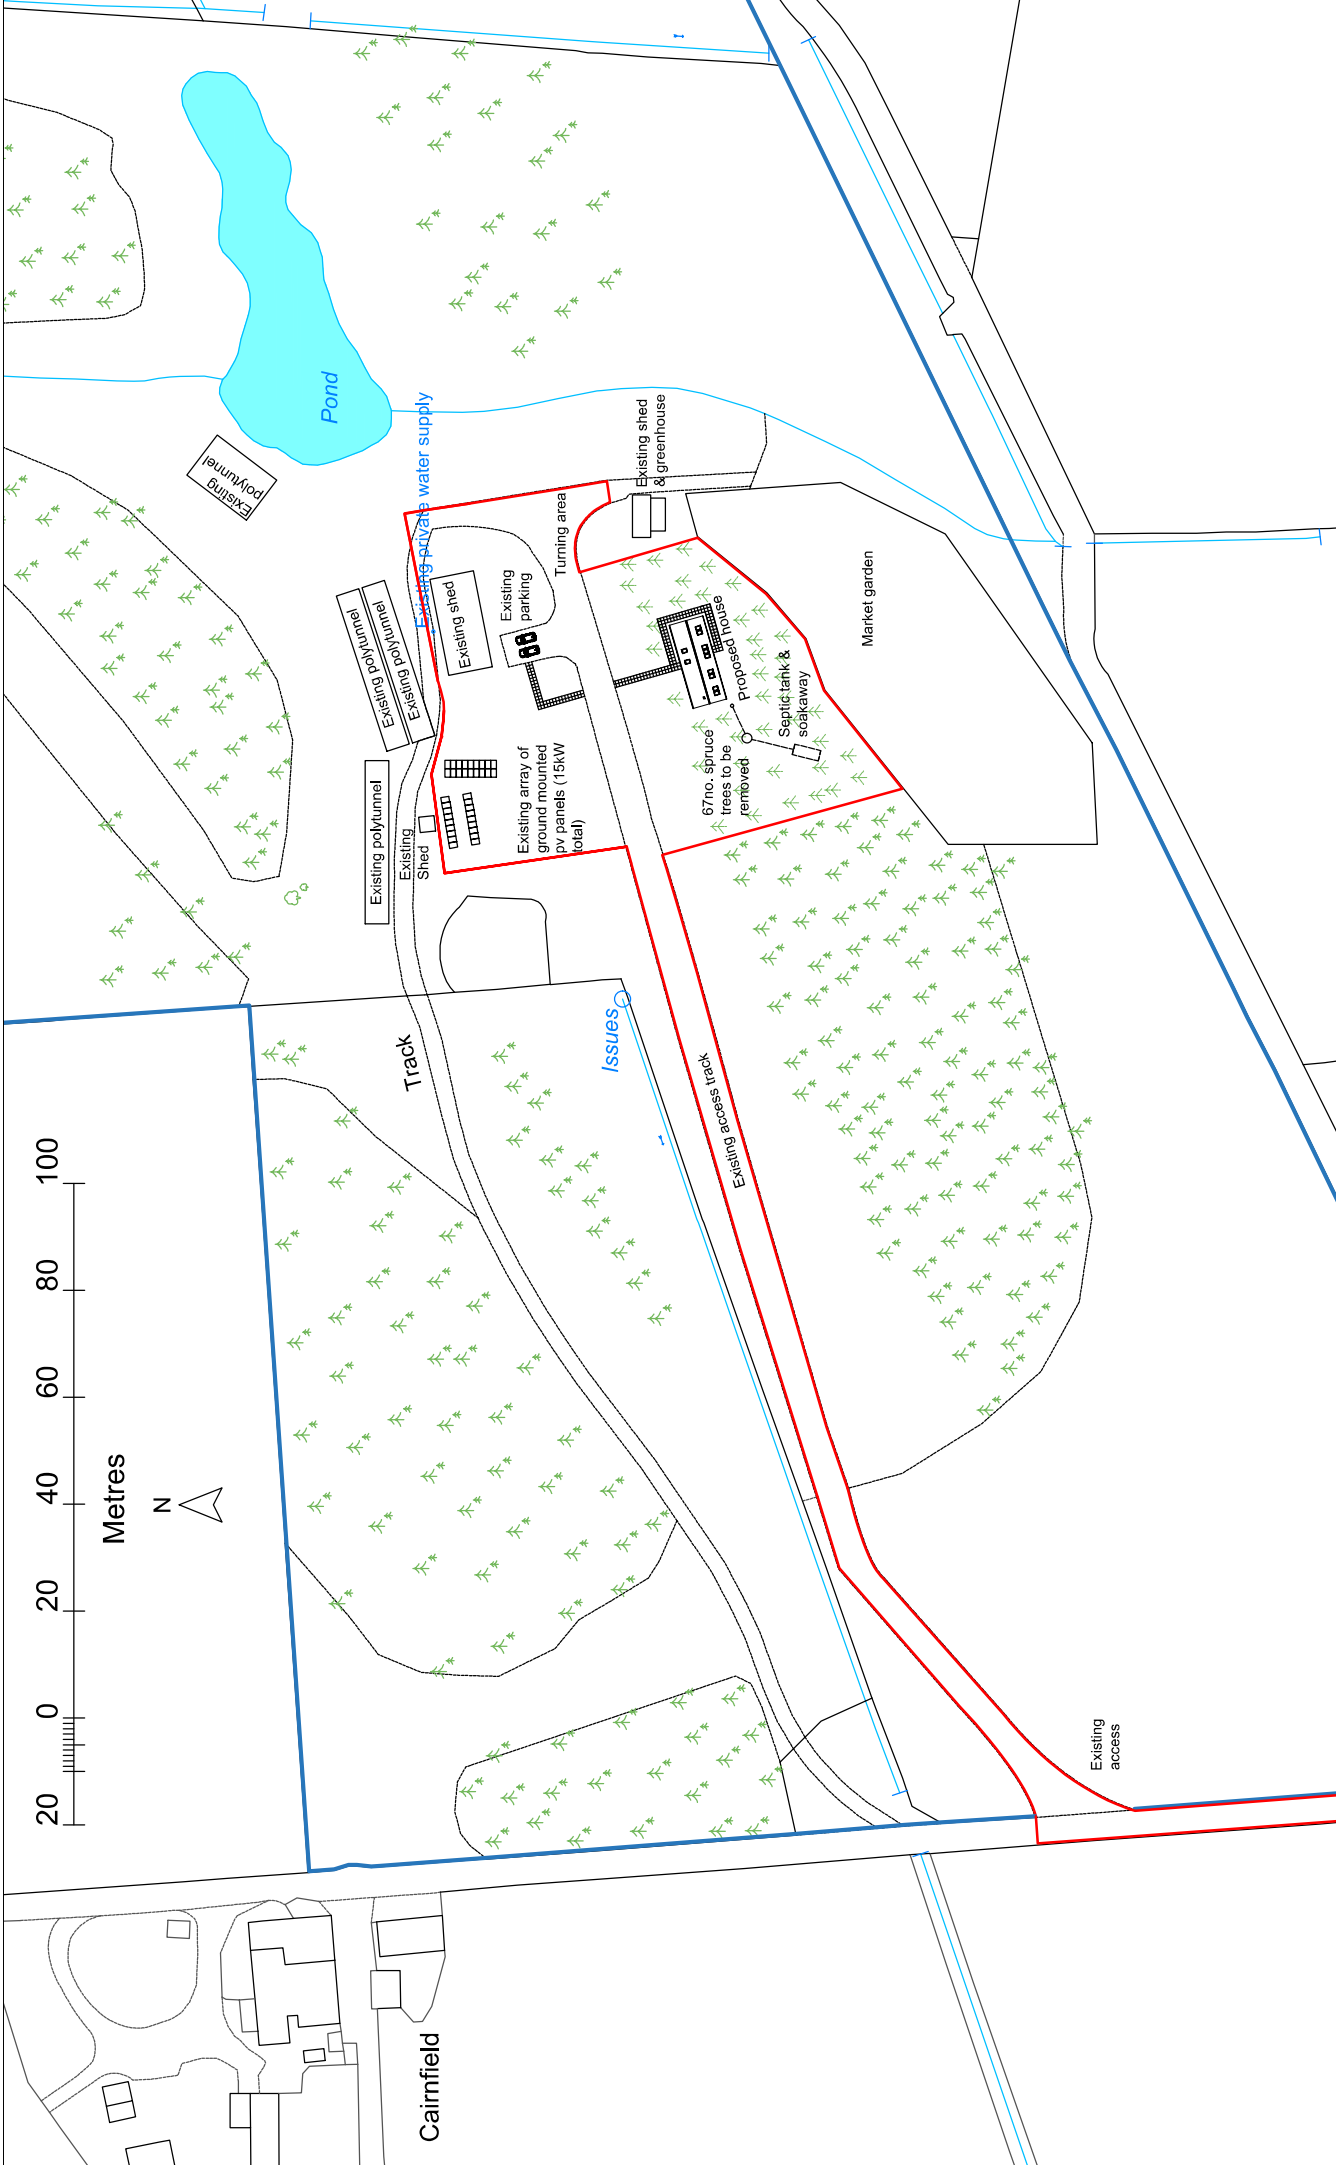 20
0
20
40
60
80
100
Metres
N
Cairnfield
Track
Issues
Existing access track
Existing
access
Existing polytunnel
Existing
Shed
Existing polytunnel
Existing polytunnel
Existing
polytunnel
Pond
Existing private water supply
Existing shed
Existing
parking
Turning area
Existing shed
& greenhouse
Existing array of
ground mounted
pv panels (15kW
total)
67no. spruce
trees to be
removed
Proposed house
Septic tank &
soakaway
Market garden